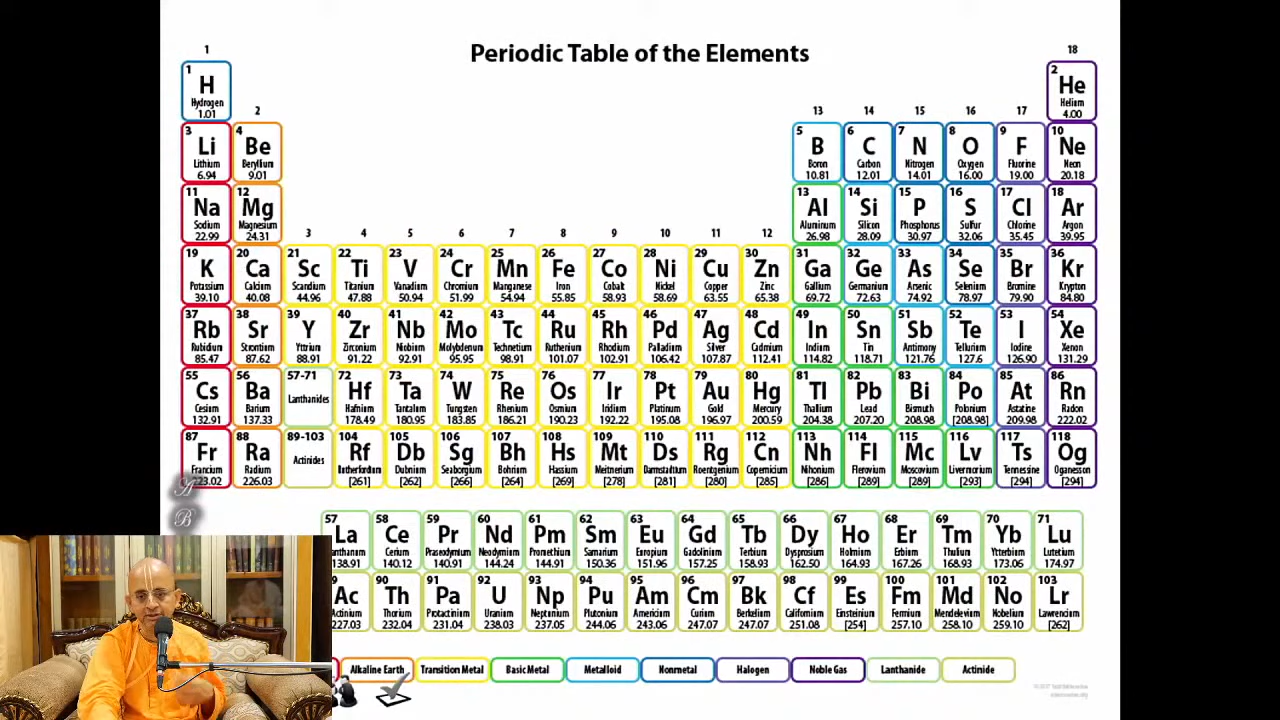 Periodic Table of the Elements
1 18
1 2
H He
Hydrogen Helium
1.01 4.00
2 13 14 15 16 17
3 4 5 6 7 8 9 10
Li Be B C N O F Ne
Lithium Beryllium Boron Carbon Nitrogen Oxygen Fluorine Neon
6.94 9.01 10.81 12.01 14.01 16.00 19.00 20.18
11 12 13 14 15 16 17 18
Na Mg Al Si P S Cl Ar
Sodium Magnesium Aluminum Silicon Phosphorus Sulfur Chlorine Argon
22.99 24.31 26.98 28.09 30.97 32.06 35.45 39.95
3 4 5 6 7 8 9 10 11 12
19 20 21 22 23 24 25 26 27 28 29 30 31 32 33 34 35 36
K Ca Sc Ti V Cr Mn Fe Co Ni Cu Zn Ga Ge As Se Br Kr
Potassium Calcium Scandium Titanium Vanadium Chromium Manganese Iron Cobalt Nickel Copper Zinc Gallium Germanium Arsenic Selenium Bromine Krypton
39.10 40.08 44.96 47.88 50.94 51.99 54.94 55.85 58.93 58.69 63.55 65.38 69.72 72.63 74.92 78.97 79.90 84.80
37 38 39 40 41 42 43 44 45 46 47 48 49 50 51 52 53 54
Rb Sr Y Zr Nb Mo Tc Ru Rh Pd Ag Cd In Sn Sb Te I Xe
Rubidium Strontium Yttrium Zirconium Niobium Molybdenum Technetium Ruthenium Rhodium Palladium Silver Cadmium Indium Tin Antimony Tellurium Iodine Xenon
85.47 87.62 88.91 91.22 92.91 95.95 98.91 101.07 102.91 106.42 107.87 112.41 114.82 118.71 121.76 127.6 126.90 131.29
55 56 57-71 72 73 74 75 76 77 78 79 80 81 82 83 84 85 86
Cs Ba Lanthanides Hf Ta W Re Os Ir Pt Au Hg Tl Pb Bi Po At Rn
Cesium Barium Hafnium Tantalum Tungsten Rhenium Osmium Iridium Platinum Gold Mercury Thallium Lead Bismuth Polonium Astatine Radon
132.91 137.33 178.49 180.95 183.85 186.21 190.23 192.22 195.08 196.97 200.59 204.38 207.20 208.98 [208.98] 209.98 222.02
87 88 89-103 104 105 106 107 108 109 110 111 112 113 114 115 116 117 118
Fr Ra Actinides Rf Db Sg Bh Hs Mt Ds Rg Cn Nh Fl Mc Lv Ts Og
Francium Radium Rutherfordium Dubnium Seaborgium Bohrium Hassium Meitnerium Darmstadtium Roentgenium Copernicium Nihonium Flerovium Moscovium Livermorium Tennessine Oganesson
223.02 226.03 [261] [262] [266] [264] [269] [278] [281] [280] [285] [286] [289] [289] [293] [294] [294]
A
B
57 58 59 60 61 62 63 64 65 66 67 68 69 70 71
La Ce Pr Nd Pm Sm Eu Gd Tb Dy Ho Er Tm Yb Lu
anthanum Cerium Praseodymium Neodymium Promethium Samarium Europium Gadolinium Terbium Dysprosium Holmium Erbium Thulium Ytterbium Lutetium
138.91 140.12 140.91 144.24 144.91 150.36 151.96 157.25 158.93 162.50 164.93 167.26 168.93 173.06 174.97
9 90 91 92 93 94 95 96 97 98 99 100 101 102 103
Ac Th Pa U Np Pu Am Cm Bk Cf Es Fm Md No Lr
Actinium Thorium Protactinium Uranium Neptunium Plutonium Americium Curium Berkelium Californium Einsteinium Fermium Mendelevium Nobelium Lawrencium
227.03 232.04 231.04 238.03 237.05 244.06 243.06 247.07 247.07 251.08 [254] 257.10 258.10 259.10 [262]
Alkaline Earth Transition Metal Basic Metal Metalloid Nonmetal Halogen Noble Gas Lanthanide Actinide